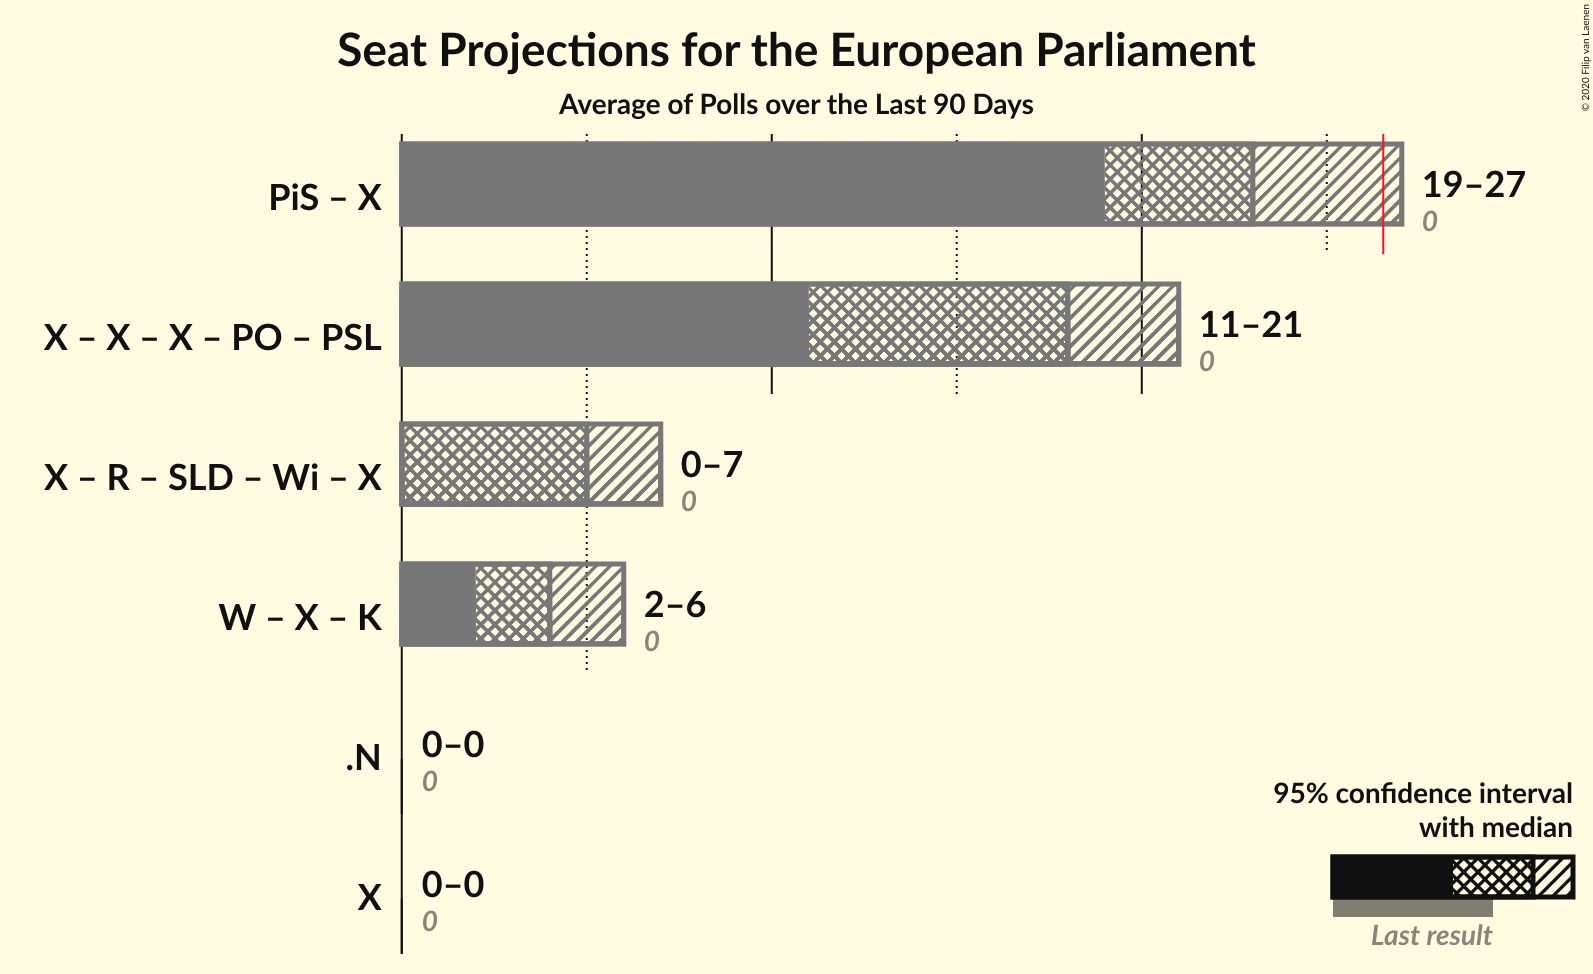 Seat Projections for the European Parliament
Average of Polls over the Last 90 Days
© 2020 Filip van Laenen
PiS – X
19–27
0
X – X – X – PO – PSL
11–21
0
X – R – SLD – Wi – X
0–7
0
W – X – K
2–6
0
.N
0–0
0
X
0–0
0
95% confidence interval
with median
Last result